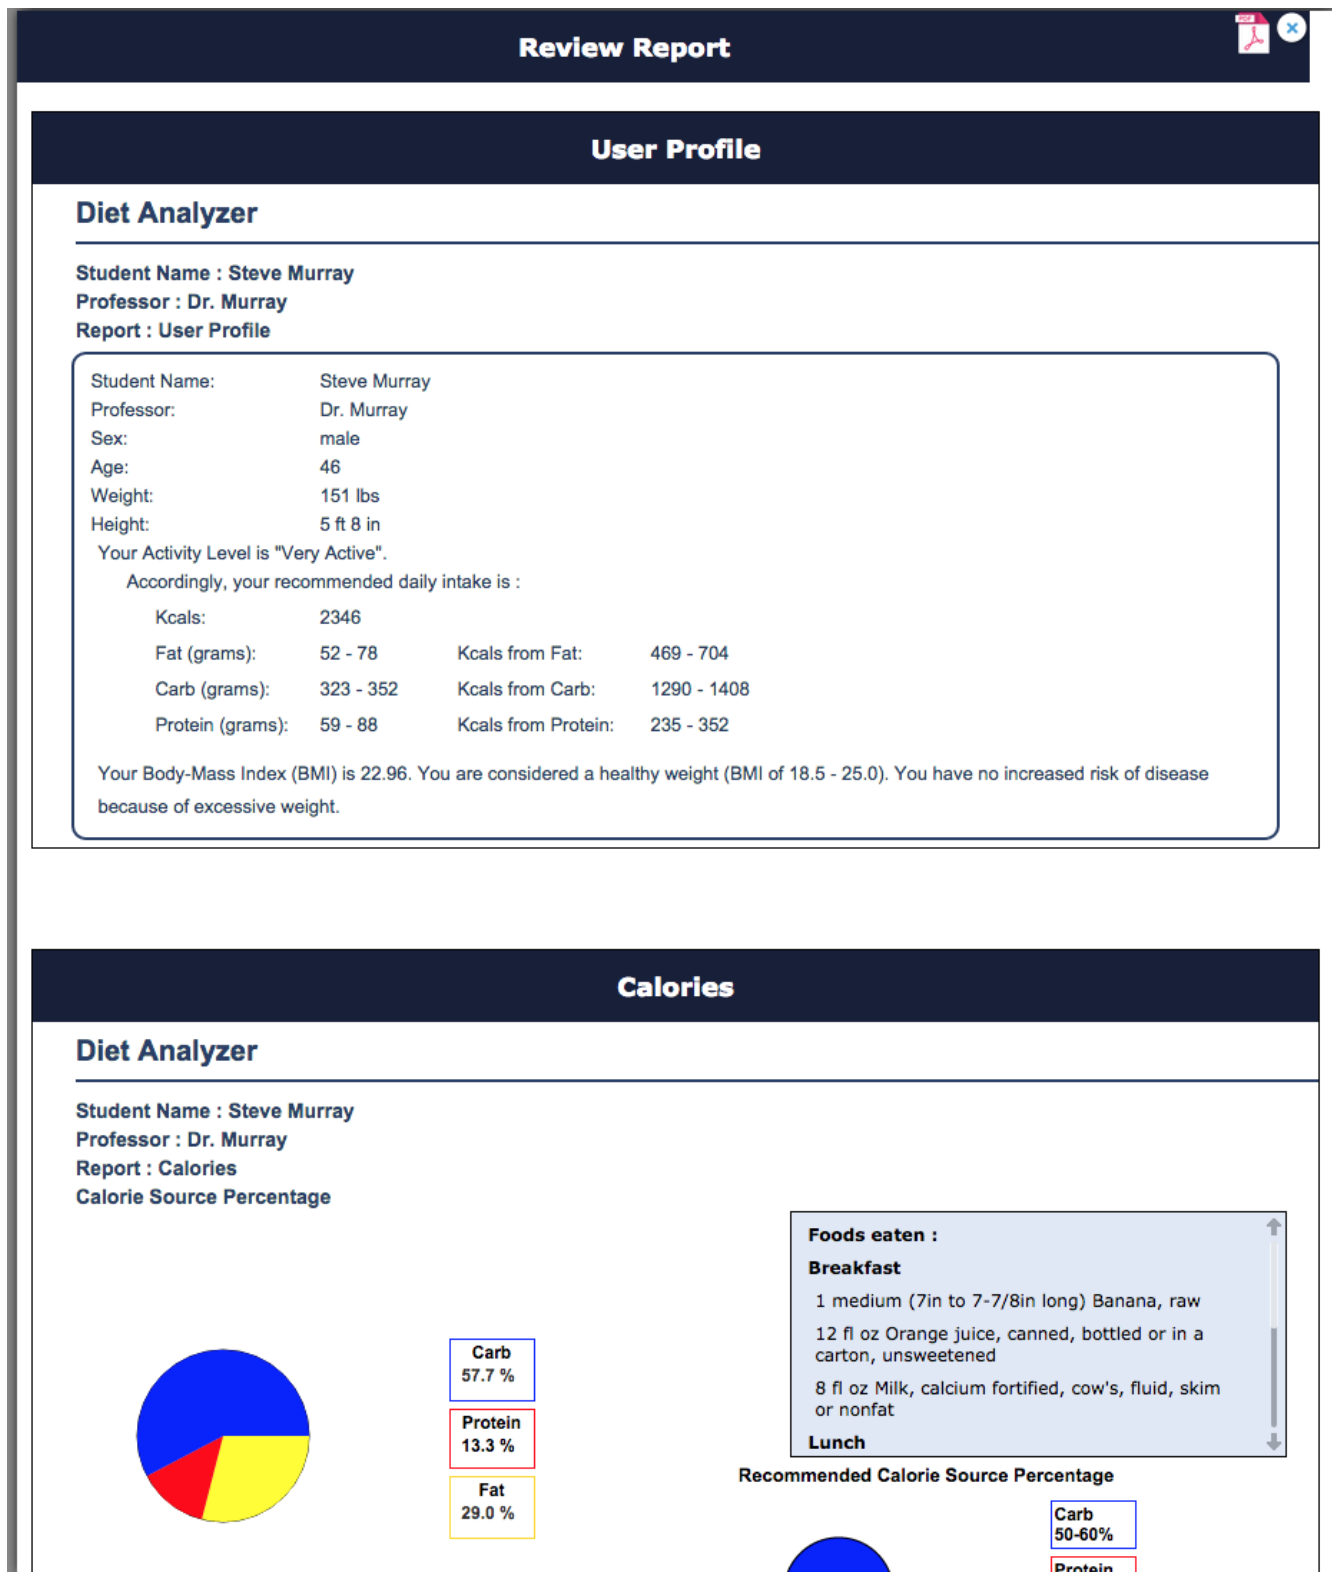 Review Report
PDF
User Profile
Diet Analyzer
Student Name : Steve Murray
Professor : Dr. Murray
Report : User Profile
Student Name: Steve Murray
Professor: Dr. Murray
Sex: male
Age: 46
Weight: 151 lbs
Height: 5 ft 8 in
Your Activity Level is "Very Active".
Accordingly, your recommended daily intake is :
Kcals: 2346
Fat (grams): 52 - 78 Kcals from Fat: 469 - 704
Carb (grams): 323 - 352 Kcals from Carb: 1290 - 1408
Protein (grams): 59 - 88 Kcals from Protein: 235 - 352
Your Body-Mass Index (BMI) is 22.96. You are considered a healthy weight (BMI of 18.5 - 25.0). You have no increased risk of disease
because of excessive weight.
Calories
Diet Analyzer
Student Name : Steve Murray
Professor : Dr. Murray
Report : Calories
Calorie Source Percentage
Carb
57.7 %
Protein
13.3 %
Fat
29.0 %
Foods eaten :
Breakfast
1 medium (7in to 7-7/8in long) Banana, raw
12 fl oz Orange juice, canned, bottled or in a
carton, unsweetened
8 fl oz Milk, calcium fortified, cow's, fluid, skim
or nonfat
Lunch
Recommended Calorie Source Percentage
Carb
50-60%
Protein